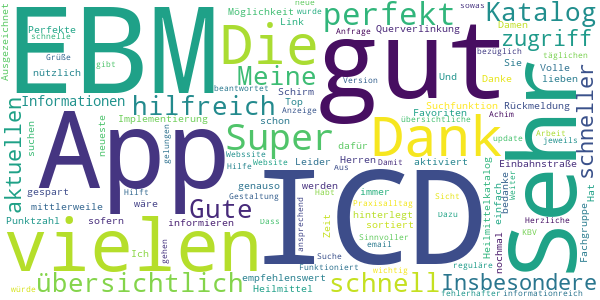 Ausgezeichnet
Perfekte
schnelle
Grüße
gibt
nützlich
EBM
Möglichkeit
neue
wurde
Link
Anfrage
perfekt
Querverlinkung
sowas
Damen
Katalog
Die
gut
bezüglich
Sie
zugriff
Meine
beantwortet
Schirm
Version
Und
Danke
täglichen
Volle
lieben
Informationen
hilfreich
Top
Anzeige
Suchfunktion
Favoriten
Rückmeldung
schneller
aktuellen
suchen
neueste
App
Implementierung
gelungen
Super
schon
dafür
übersichtliche
Dank
Achim
update
Arbeit
jeweils
Sehr
Webssite
Hilfe
Website
Leider
Herren
Aus
Damit
aktiviert
Einbahnstraße
gespart
mittlerweile
Hilft
wäre
genauso
Gute
werden
ICD
Habt
Praxisalltag
immer
hinterlegt
sortiert
Sicht
Dazu
Heilmittelkatalog
einfach
Weiter
nochmal
bedanke
Herzliche
KBV
Hat
Fachgruppe
Punktzahl
sofern
informieren
Gestaltung
Dass
ansprechend
Zeit
Sinnvoller
email
vielen
Ich
gehen
Suche
Funktioniert
wichtig
reguläre
übersichtlich
würde
empfehlenswert
Heilmittel
schnell
Insbesondere
fehlerhafter
informationreich